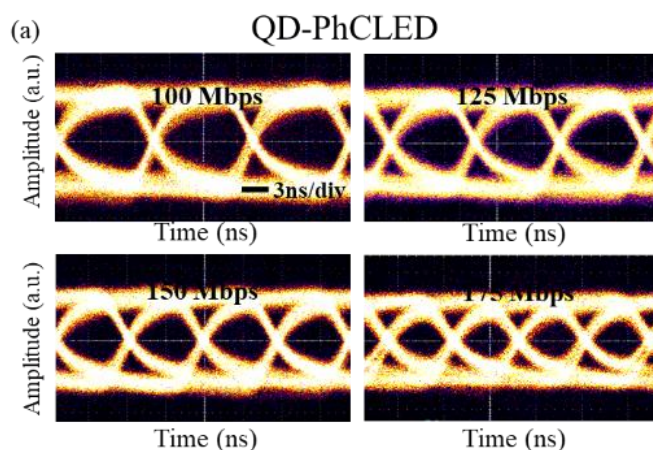 (a)
QD-PhCLED
Amplitude (a.u.)
100 Mbps
3ns/div
Time (ns)
125 Mbps
Time (ns)
Amplitude (a.u.)
150 Mbps
Time (ns)
175 Mbps
Time (ns)